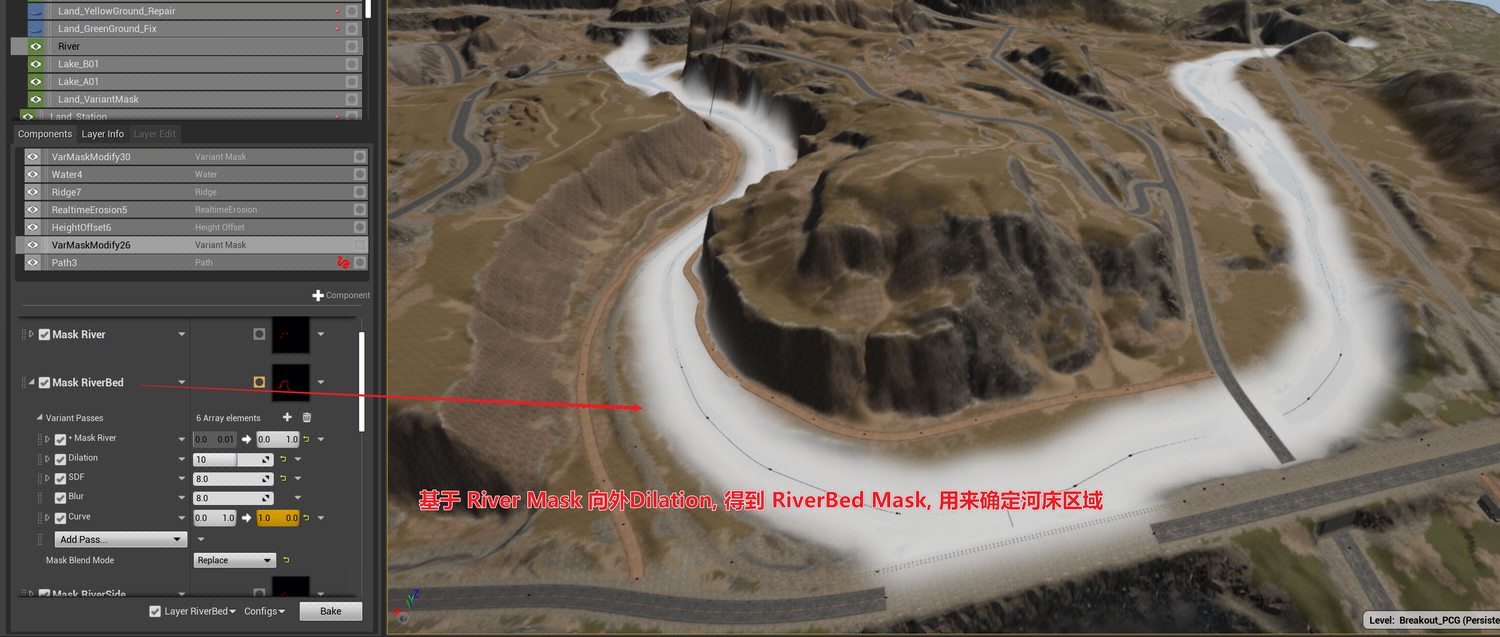 Land_YellowGround_Repair
Land_GreenGround_Fix
River
Lake_B01
Lake_A01
Land_VariantMask
Land_Station
Components Layer Info Layer Edit
VarMaskModify30 Variant Mask
Water4 Water
Ridge7 Ridge
RealtimeErosion5 RealtimeErosion
HeightOffset6 Height Offset
VarMaskModify26 Variant Mask
Path3 Path
Component
Mask River
Mask RiverBed
Variant Passes 6 Array elements
Mask River 0.0 0.01 0.0 1.0
Dilation 10
SDF 8.0
Blur 8.0
Curve 0.0 1.0 1.0 0.0
Add Pass...
Mask Blend Mode Replace
Mask RiverSide
Layer RiverBed Configs Bake
基于 River Mask 向外Dilation, 得到 RiverBed Mask, 用来确定河床区域
X Y Z
Level: Breakout_PCG (Persiste